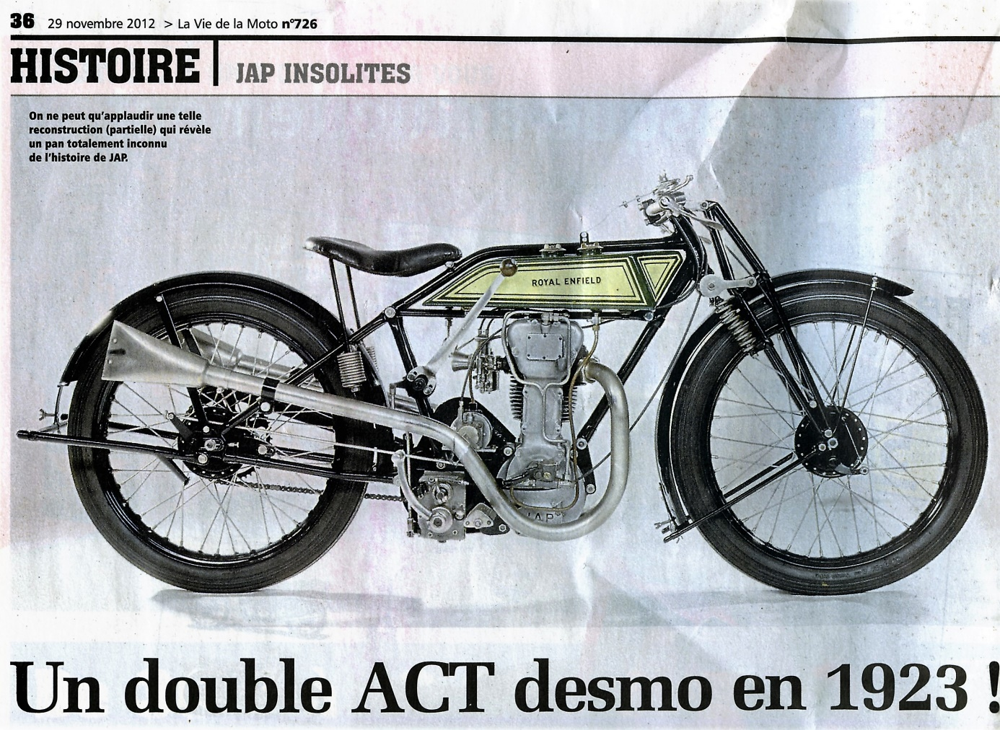 36 29 novembre 2012 > La Vie de la Moto n°726
HISTOIRE | JAP INSOLITES
On ne peut qu'applaudir une telle
reconstruction (partielle) qui révèle
un pan totalement inconnu
de l'histoire de JAP.
ROYAL ENFIELD
JAP
Un double ACT desmo en 1923 !